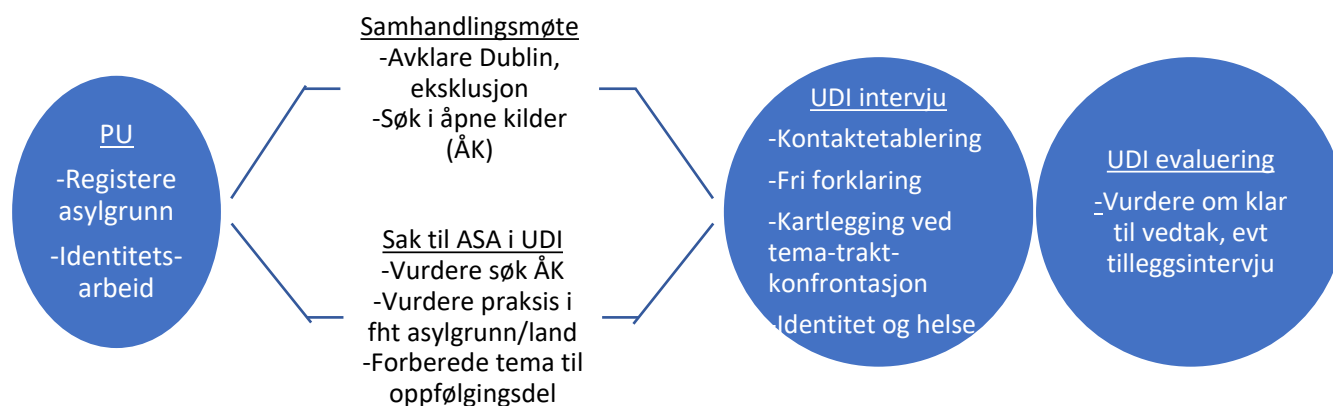 PU
-Registere
asylgrunn
-Identitets-
arbeid
Samhandlingsmøte
-Avklare Dublin,
eksklusjon
-Søk i åpne kilder
(ÅK)
Sak til ASA i UDI
-Vurdere søk ÅK
-Vurdere praksis i
fht asylgrunn/land
-Forberede tema til
oppfølgingsdel
UDI intervju
-Kontaktetablering
-Fri forklaring
-Kartlegging ved
tema-trakt-
konfrontasjon
-Identitet og helse
UDI evaluering
-Vurdere om klar
til vedtak, evt
tilleggsintervju